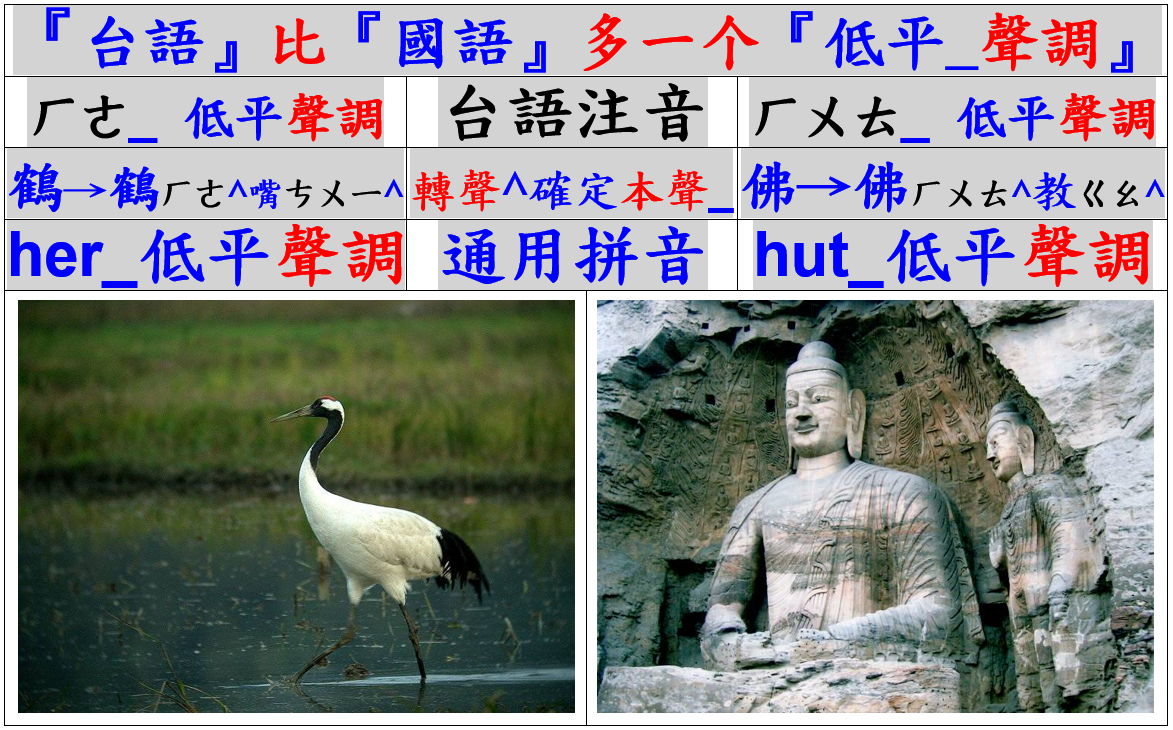 『台語』比『國語』多一个『低平_聲調』
ㄏㄜ_ 低平聲調 台語注音 ㄏㄨㄊ_ 低平聲調
鶴→鶴ㄏㄜ^嘴ㄘㄨㄧ^ 轉聲^確定本聲_ 佛→佛ㄏㄨㄊ^教ㄍㄠ^
her_低平聲調 通用拼音 hut_低平聲調